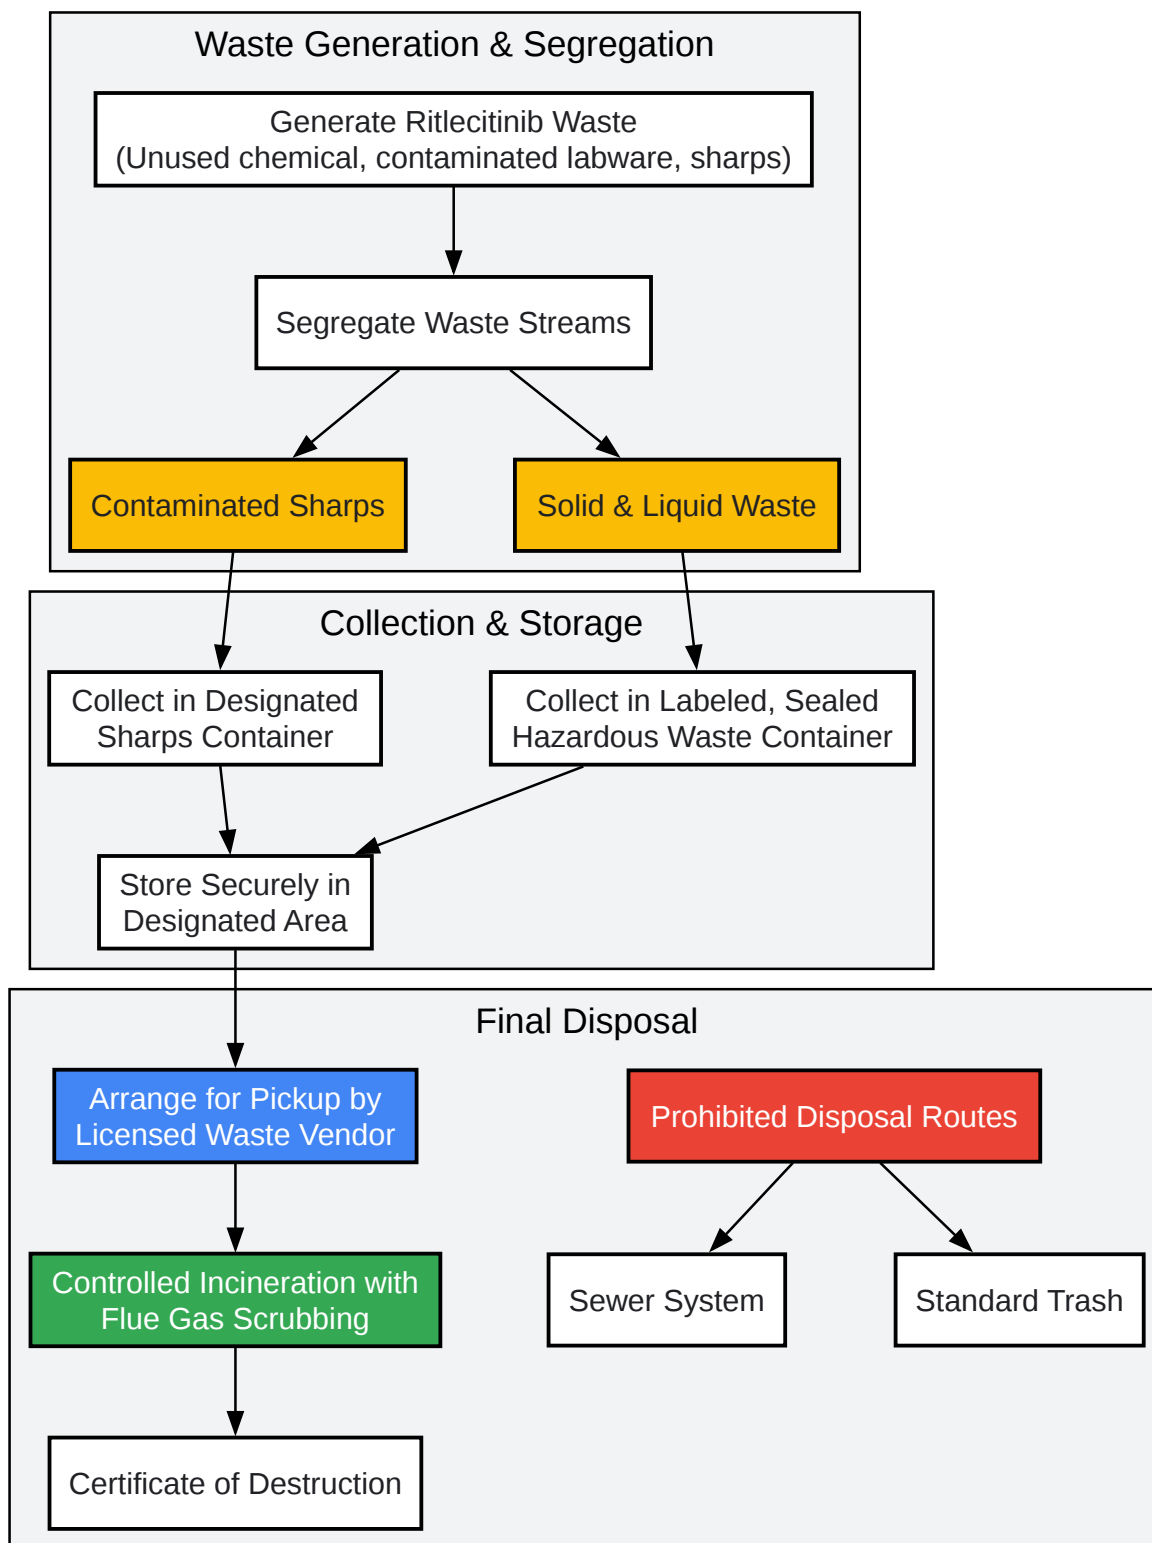 Waste Generation & Segregation
Generate Ritlecitinib Waste
(Unused chemical, contaminated labware, sharps)
Segregate Waste Streams
Contaminated Sharps
Solid & Liquid Waste
Collection & Storage
Collect in Designated
Sharps Container
Collect in Labeled, Sealed
Hazardous Waste Container
Store Securely in
Designated Area
Final Disposal
Arrange for Pickup by
Licensed Waste Vendor
Prohibited Disposal Routes
Controlled Incineration with
Flue Gas Scrubbing
Sewer System
Standard Trash
Certificate of Destruction